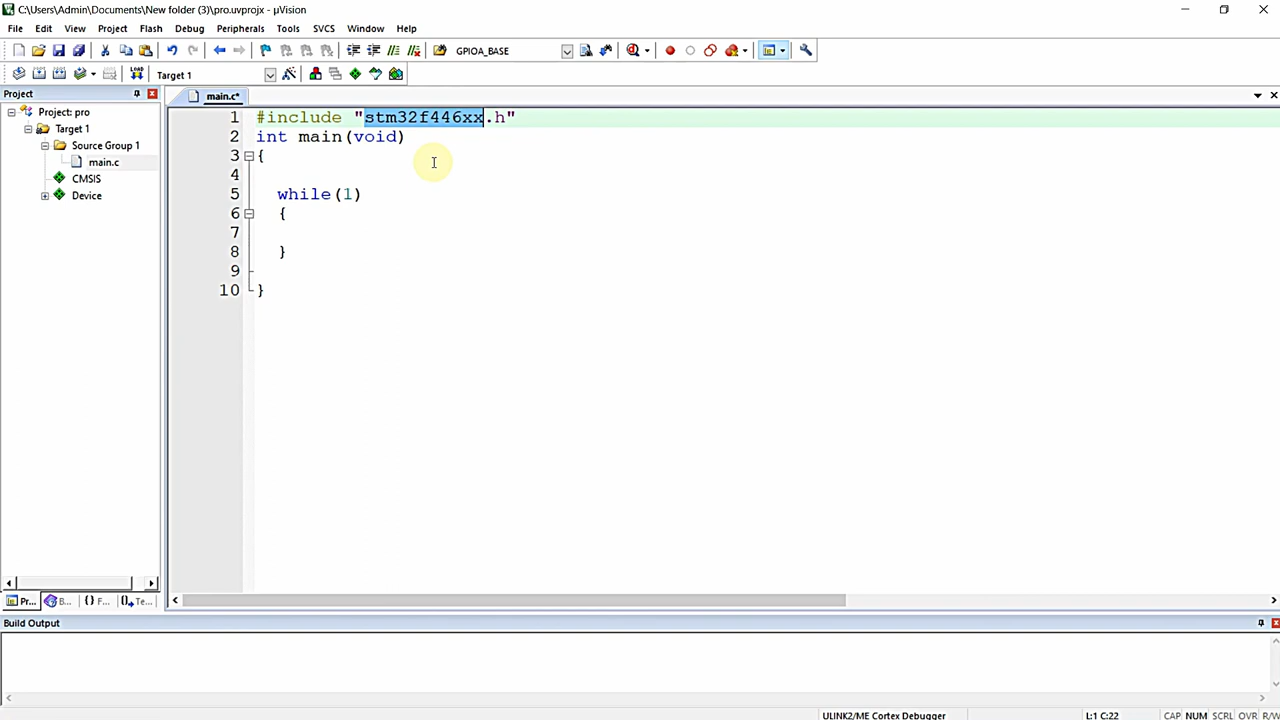 C:\Users\Admin\Documents\New folder (3)\pro.uvprojx - µVision
File Edit View Project Flash Debug Peripherals Tools SVCS Window Help
GPIOA_BASE
LOAD Target 1
Project
main.c*
Project: pro
Target 1
Source Group 1
main.c
CMSIS
Device
1 #include "stm32f446xx.h"
2 int main(void)
3 {
4
5 while(1)
6 {
7
8 }
9
10 }
Pr... B... {} F... Te...
Build Output
ULINK2/ME Cortex Debugger L:1 C:22 CAP NUM SCRL OVR R/W